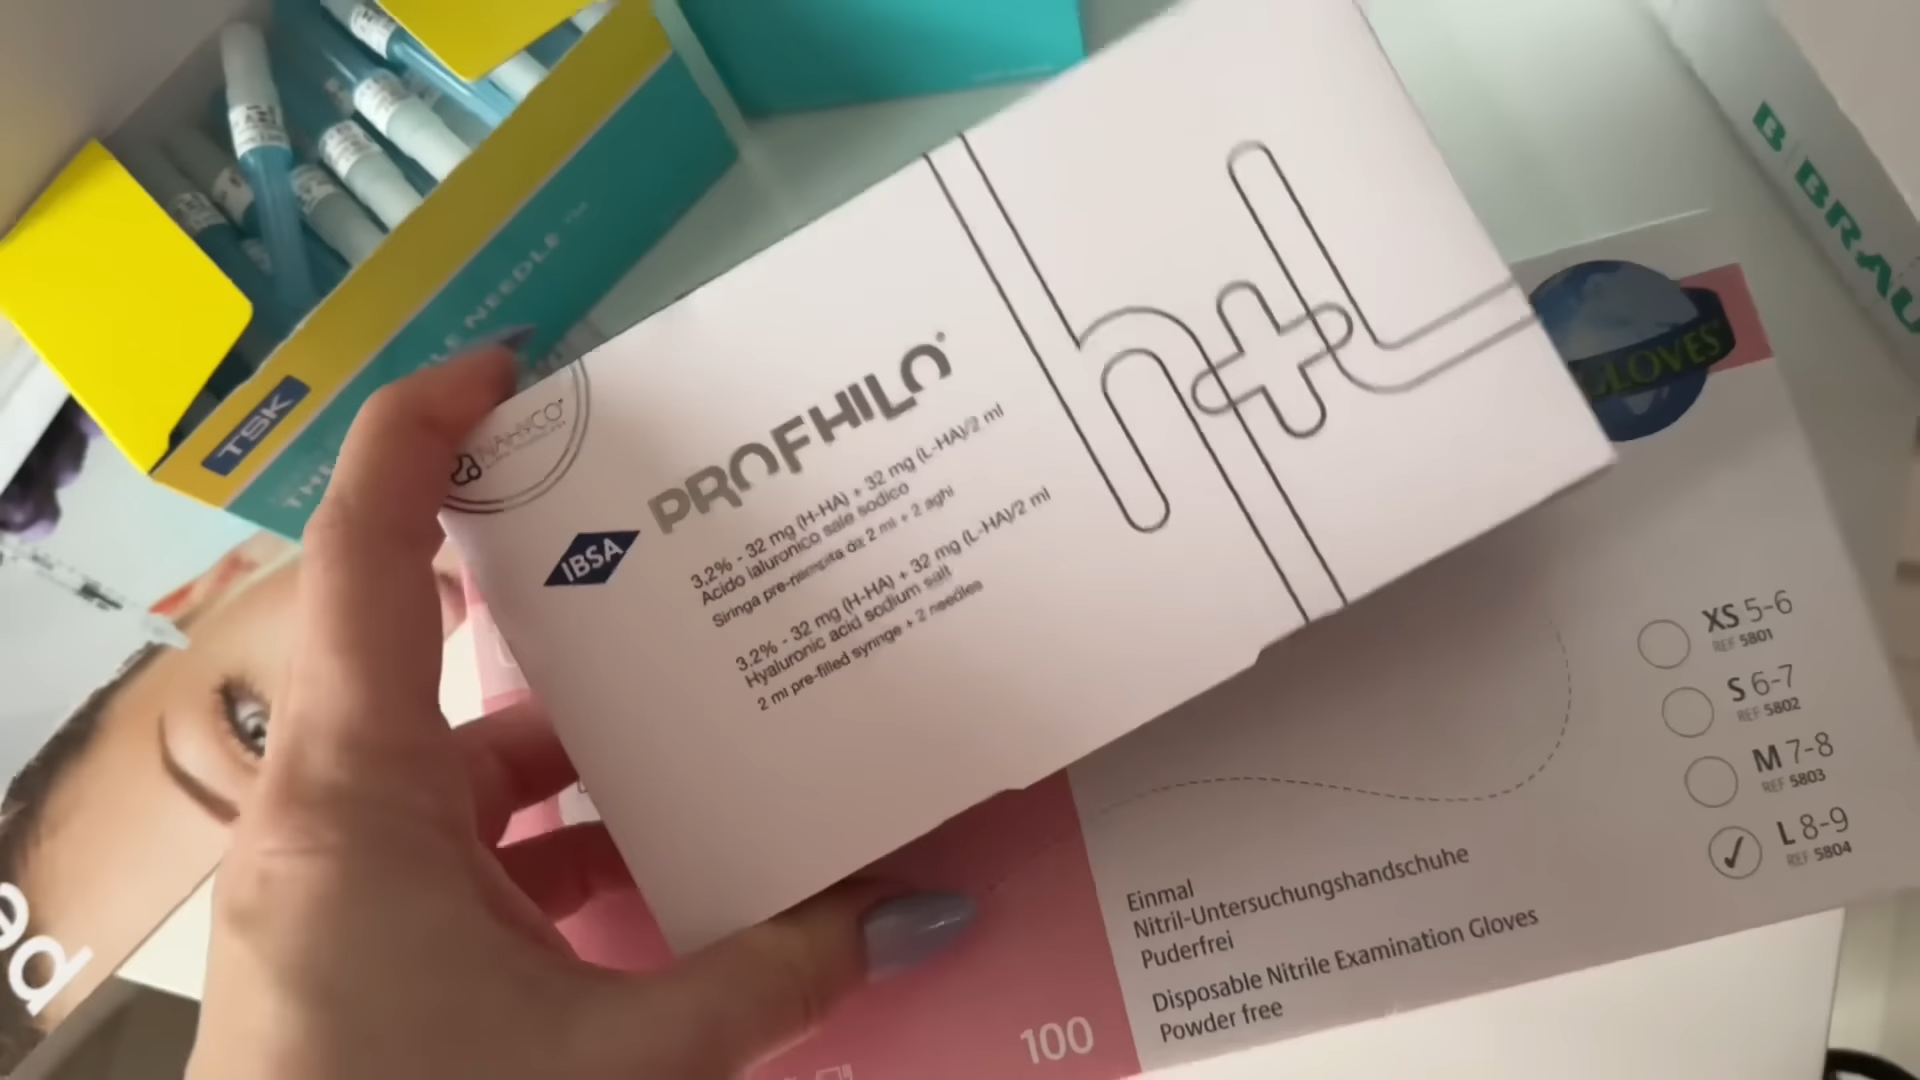 NAHYCO
IBSA
PROFHILO
3,2% - 32 mg (H-HA) + 32 mg (L-HA)/2 ml
Acido ialuronico sale sodico
Siringa pre-riempita da 2 ml + 2 aghi
3.2% - 32 mg (H-HA) + 32 mg (L-HA)/2 ml
Hyaluronic acid sodium salt
2 ml pre-filled syringe + 2 needles
h+L
TSK
NEEDLE
B BRAU
GLOVES
XS 5-6
REF 5801
S 6-7
REF 5802
M 7-8
REF 5803
L 8-9
REF 5804
Einmal
Nitril-Untersuchungshandschuhe
Puderfrei
Disposable Nitrile Examination Gloves
Powder free
100
pe